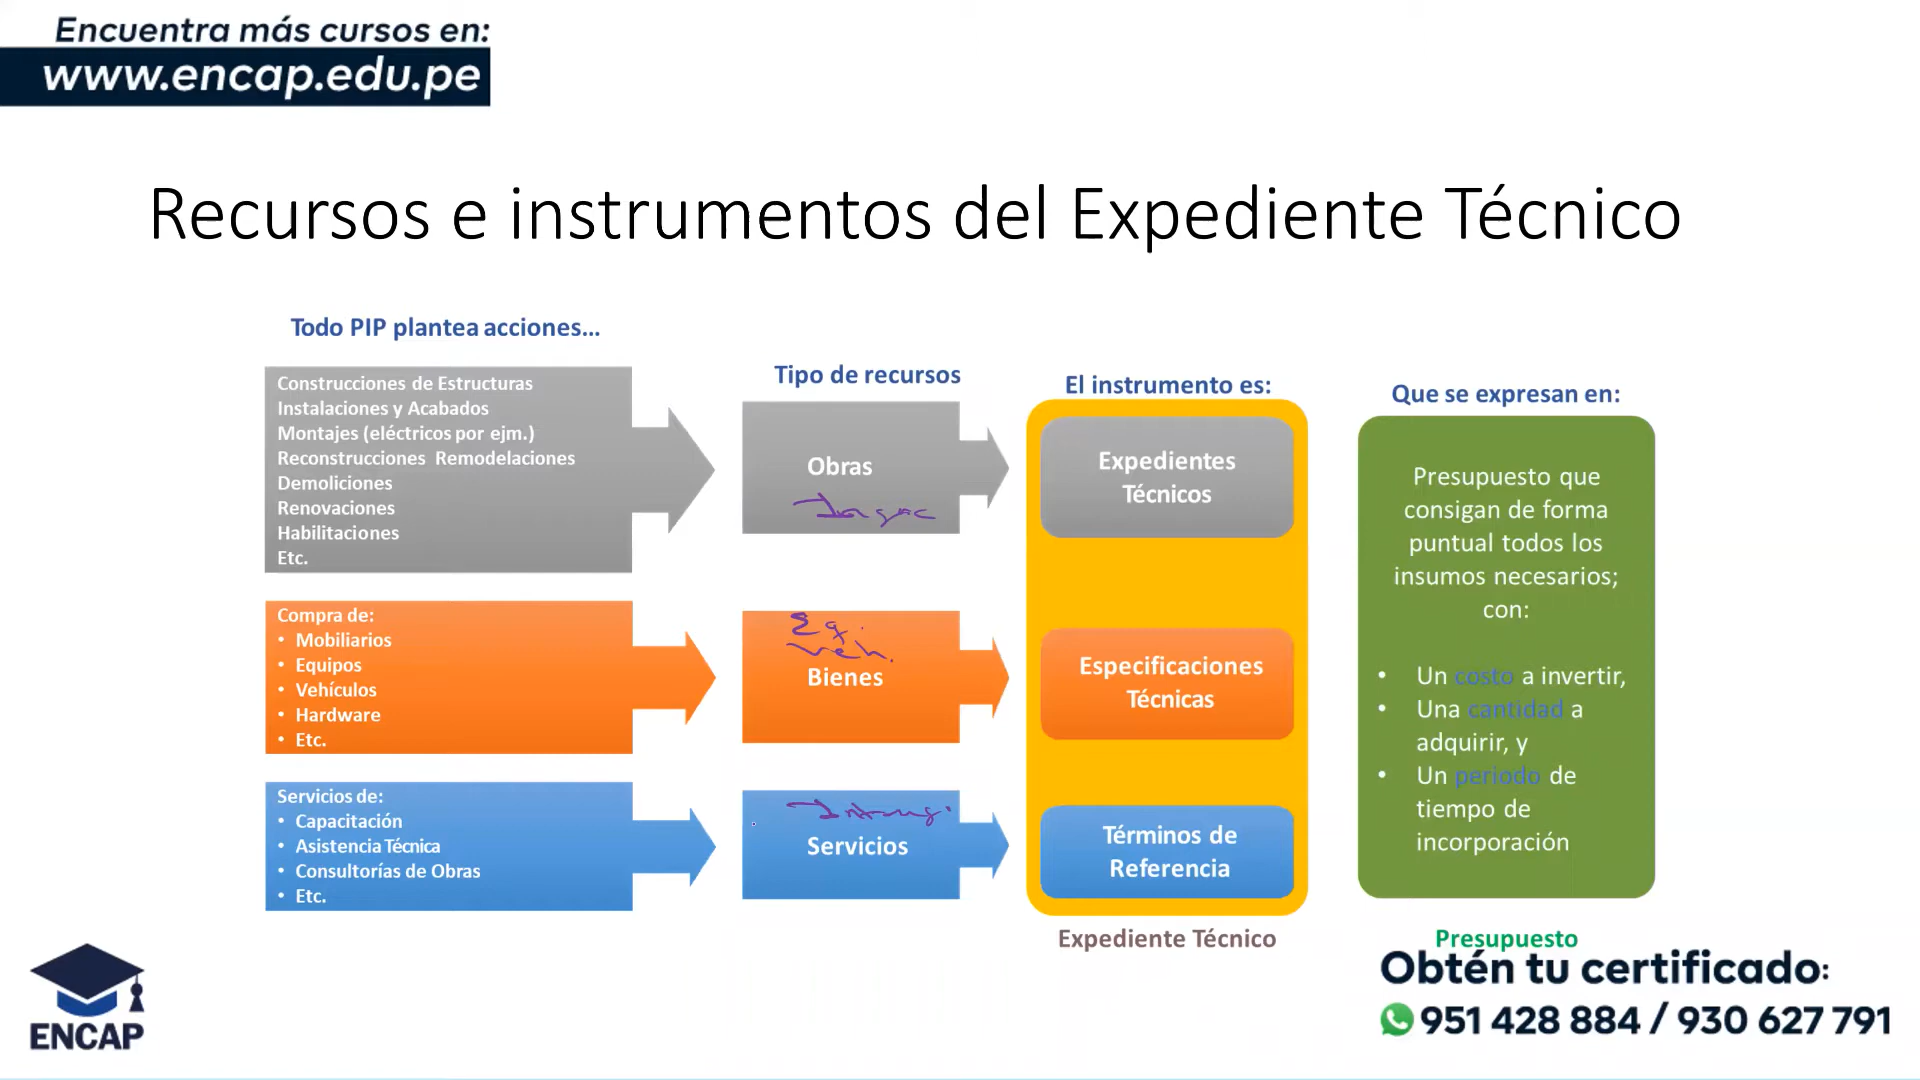 Encuentra más cursos en:
www.encap.edu.pe
Recursos e instrumentos del Expediente Técnico
Todo PIP plantea acciones...
Construcciones de Estructuras
Instalaciones y Acabados
Montajes (eléctricos por ejm.)
Reconstrucciones Remodelaciones
Demoliciones
Renovaciones
Habilitaciones
Etc.
Compra de:
• Mobiliarios
• Equipos
• Vehículos
• Hardware
• Etc.
Servicios de:
• Capacitación
• Asistencia Técnica
• Consultorías de Obras
• Etc.
Tipo de recursos
Obras
Eq.
Veh.
Bienes
Servicios
El instrumento es:
Expedientes
Técnicos
Especificaciones
Técnicas
Términos de
Referencia
Expediente Técnico
Que se expresan en:
Presupuesto que
consigan de forma
puntual todos los
insumos necesarios;
con:
• Un costo a invertir,
• Una cantidad a
adquirir, y
• Un periodo de
tiempo de
incorporación
Presupuesto
ENCAP
Obtén tu certificado:
951 428 884 / 930 627 791